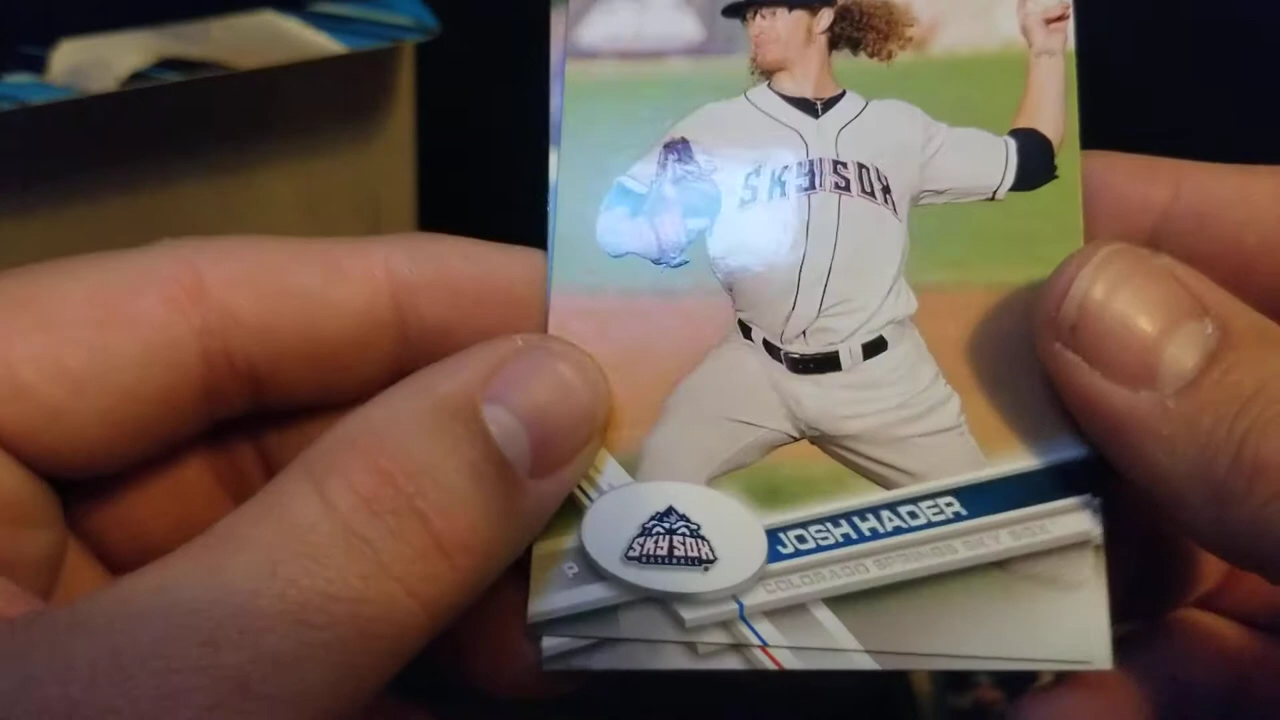 SKY SOX
SKY SOX
BASEBALL
JOSH HADER
P
COLORADO SPRINGS SKY SOX